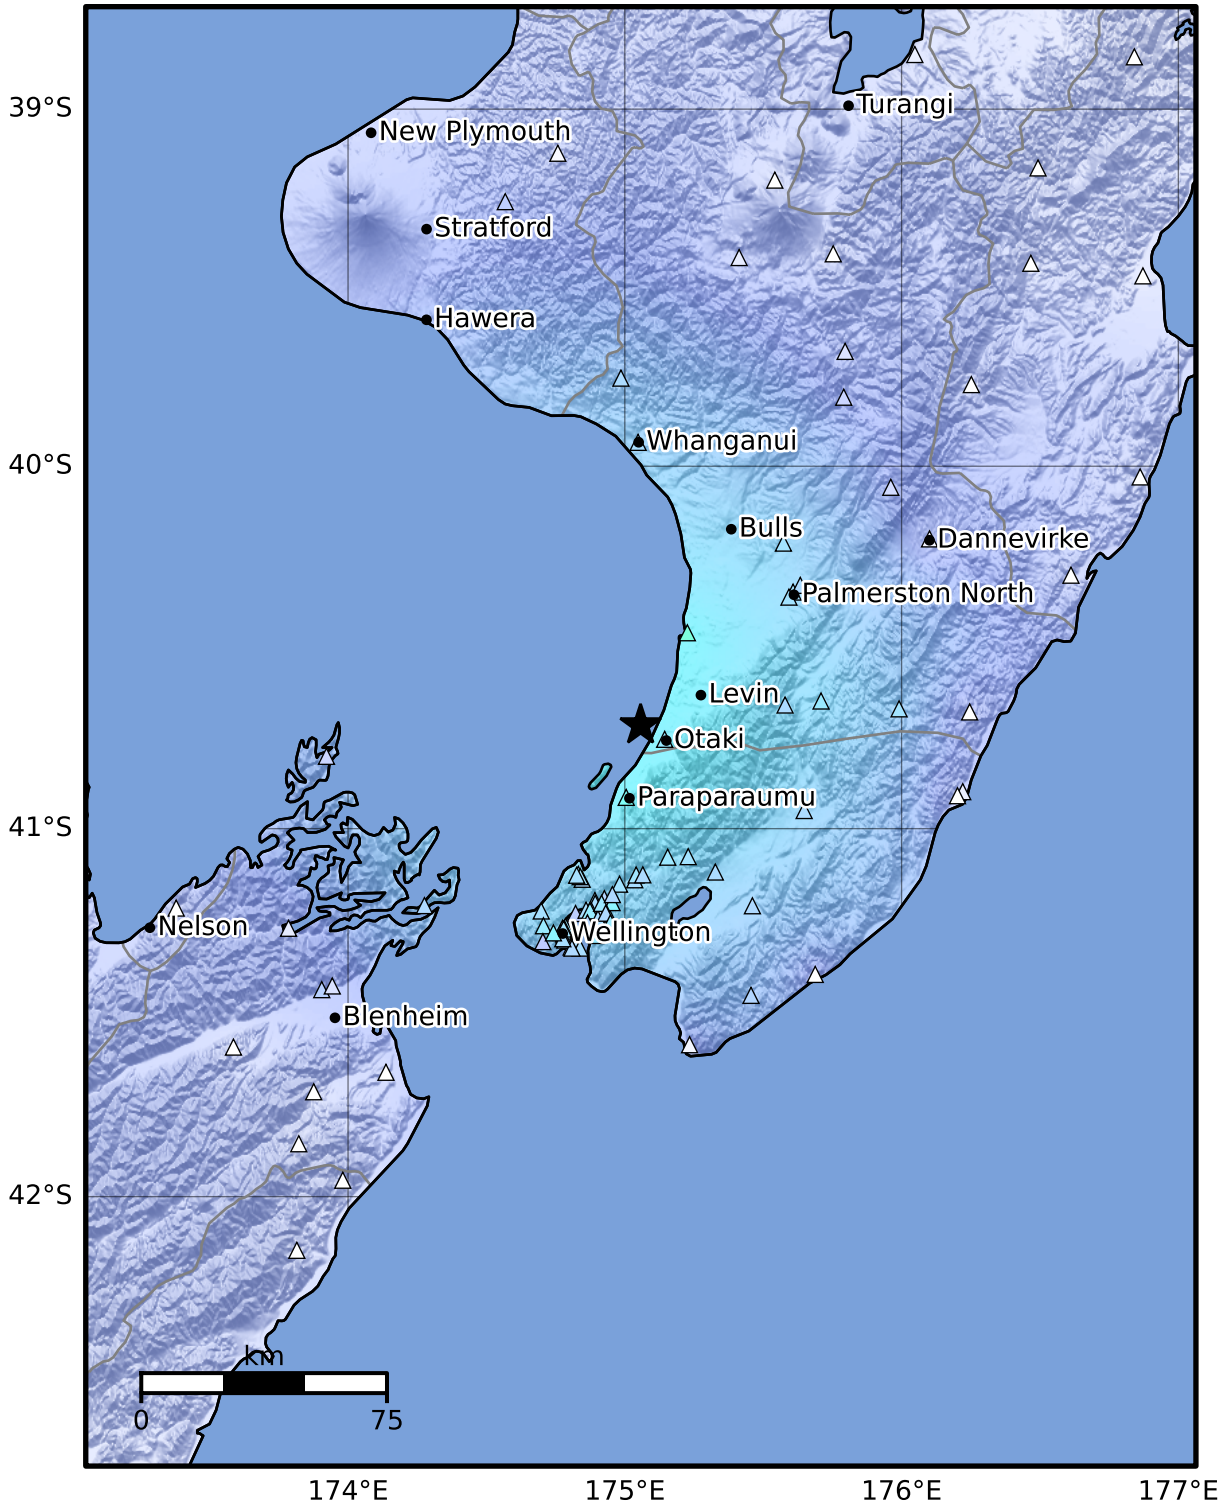 39°S
Turangi
New Plymouth
Stratford
Hawera
Whanganui
40°S
Bulls
Dannevirke
Palmerston North
Levin
Otaki
Paraparaumu
41°S
Nelson
Wellington
Blenheim
42°S
km
0 75
174°E 175°E 176°E 177°E